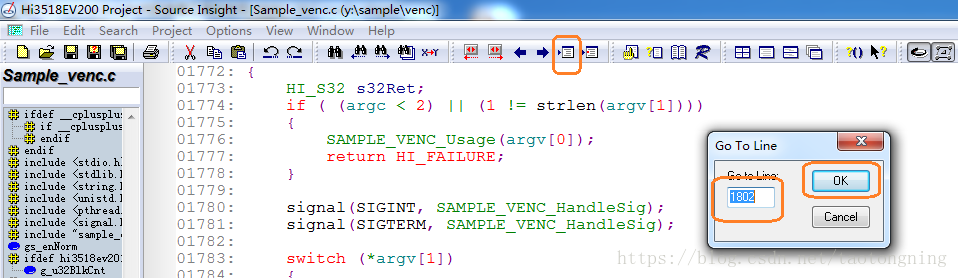 Hi3518EV200 Project - Source Insight - [Sample_venc.c (y:\sample\venc)]
File Edit Search Project Options View Window Help
Sample_venc.c
ifdef __cplusplus
if __cplusplus
endif
endif
include <stdio.h
include <stdlib.
include <string.
include <unistd.
include <pthread.
include <signal.
include "sample_c
gs_enNorm
ifdef hi3518ev20
g_u32BlkCnt
01772: {
01773: HI_S32 s32Ret;
01774: if ( (argc < 2) || (1 != strlen(argv[1])))
01775: {
01776: SAMPLE_VENC_Usage(argv[0]);
01777: return HI_FAILURE;
01778: }
01779:
01780: signal(SIGINT, SAMPLE_VENC_HandleSig);
01781: signal(SIGTERM, SAMPLE_VENC_HandleSig);
01782:
01783: switch (*argv[1])
01784: {
Go To Line
Go to Line:
1802
OK
Cancel
https://blog.csdn.net/taotongning